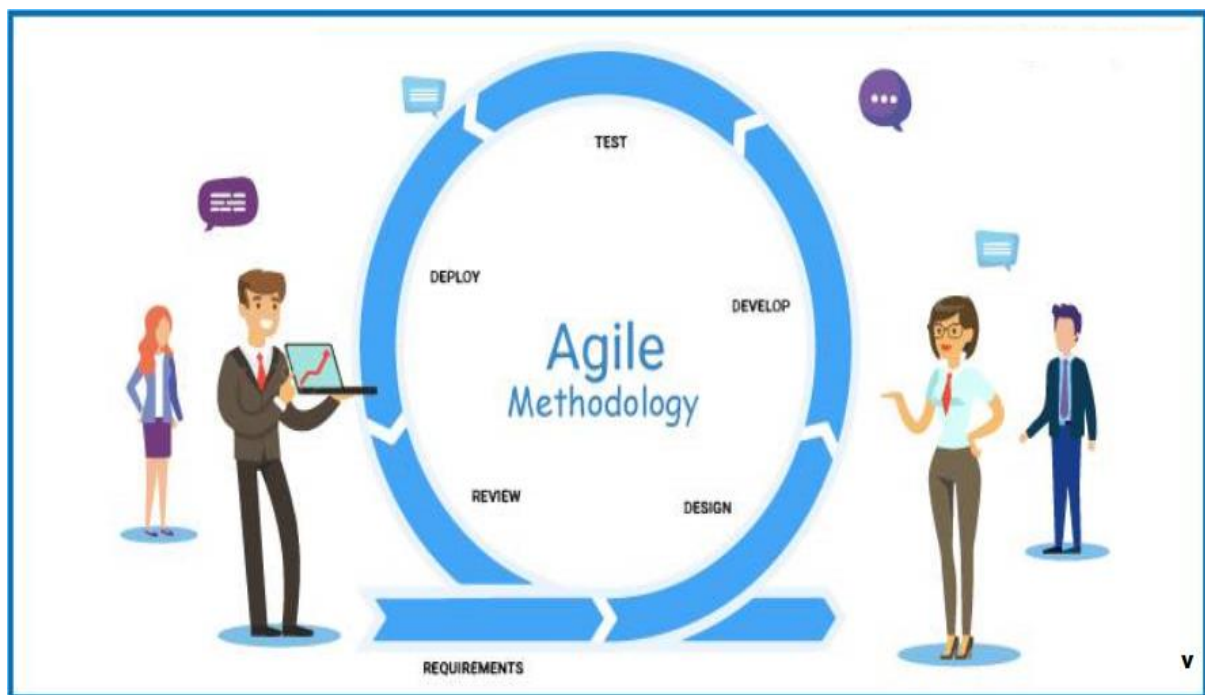 TEST
DEPLOY
DEVELOP
Agile
Methodology
REVIEW
DESIGN
REQUIREMENTS
v